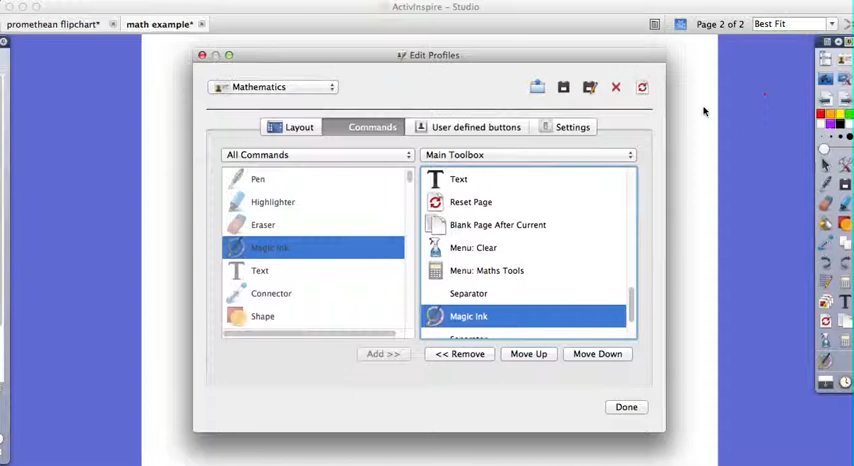 ActivInspire – Studio
promethean flipchart*
math example*
Page 2 of 2
Best Fit
Edit Profiles
Mathematics
Layout
Commands
User defined buttons
Settings
All Commands
Main Toolbox
Pen
Highlighter
Eraser
Magic Ink
Text
Connector
Shape
Text
Reset Page
Blank Page After Current
Menu: Clear
Menu: Maths Tools
Separator
Magic Ink
Separator
Add >>
<< Remove
Move Up
Move Down
Done